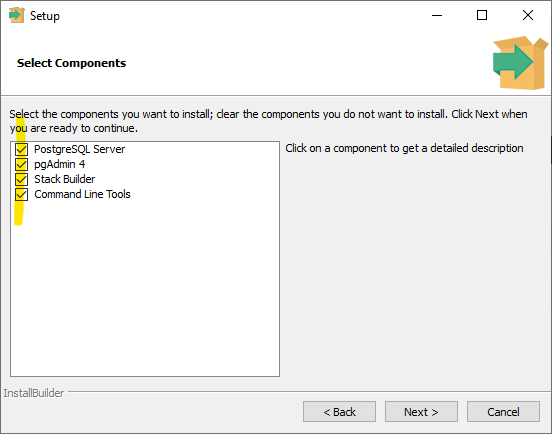 Setup
Select Components
Select the components you want to install; clear the components you do not want to install. Click Next when
you are ready to continue.
PostgreSQL Server
pgAdmin 4
Stack Builder
Command Line Tools
Click on a component to get a detailed description
InstallBuilder
< Back
Next >
Cancel